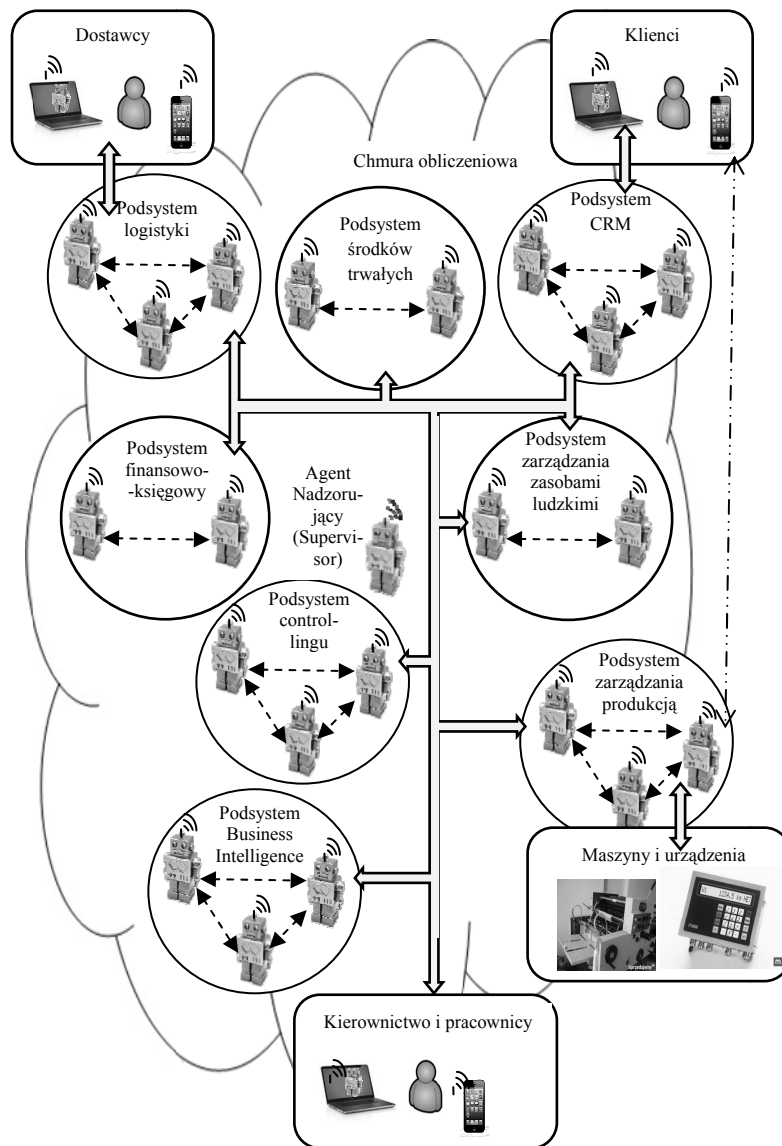 Dostawcy
Klienci
Chmura obliczeniowa
Podsystem
logistyki
Podsystem
środków
trwałych
Podsystem
CRM
Podsystem
finansowo-
-księgowy
Agent
Nadzoru-
jący
(Supervi-
sor)
Podsystem
zarządzania
zasobami
ludzkimi
Podsystem
control-
lingu
Podsystem
zarządzania
produkcją
Podsystem
Business
Intelligence
Maszyny i urządzenia
Kierownictwo i pracownicy